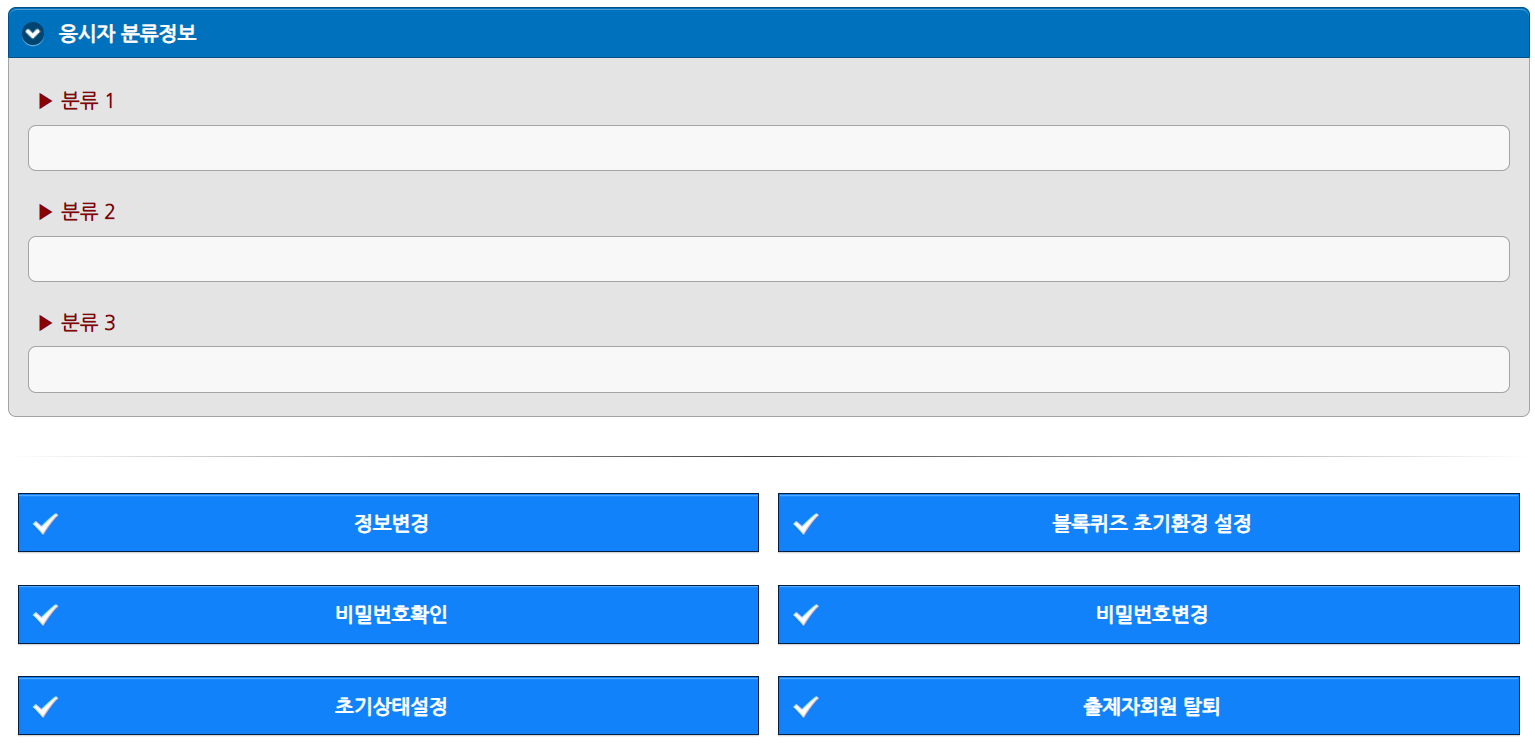 응시자 분류정보
▶ 분류 1
▶ 분류 2
▶ 분류 3
정보변경
블록퀴즈 초기환경 설정
비밀번호확인
비밀번호변경
초기상태설정
출제자회원 탈퇴